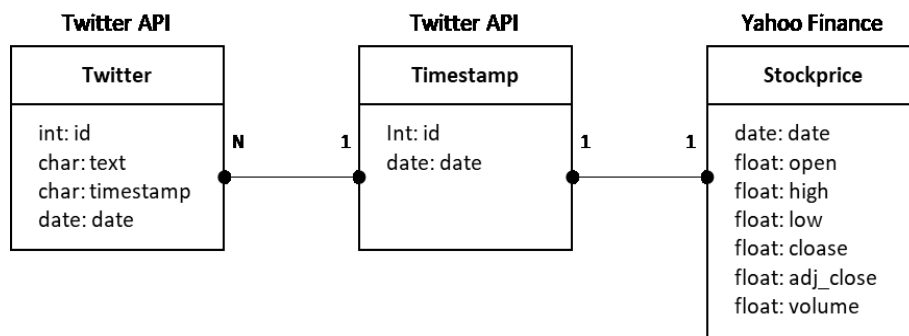 Twitter API
Twitter API
Yahoo Finance
Twitter
Timestamp
Stockprice
int: id
char: text
char: timestamp
date: date
N
1
Int: id
date: date
1
1
date: date
float: open
float: high
float: low
float: cloase
float: adj_close
float: volume